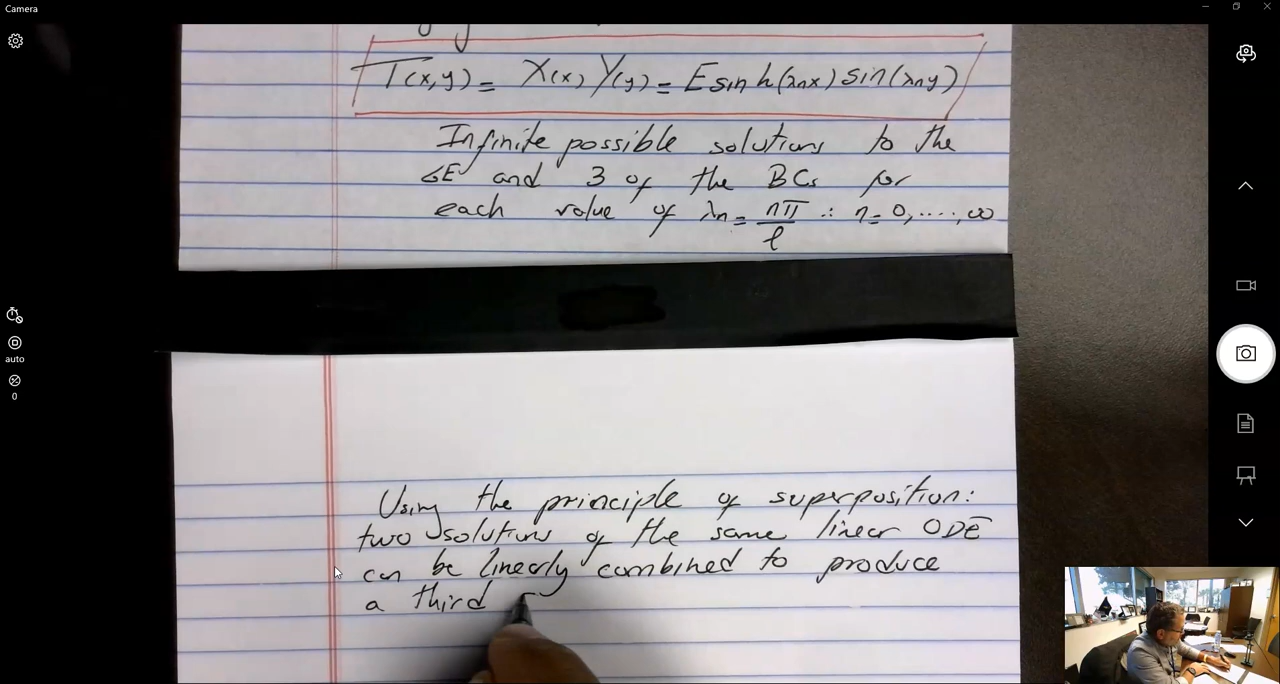 Camera
T(x,y) = X(x) Y(y) = E sinh(λnx) sin(λny)
Infinite possible solutions to the
DE and 3 of the BCs for
each value of λn = nπ/l ∴ n=0,....,∞
auto
0
Using the principle of superposition:
two solutions of the same linear ODE
can be linearly combined to produce
a third